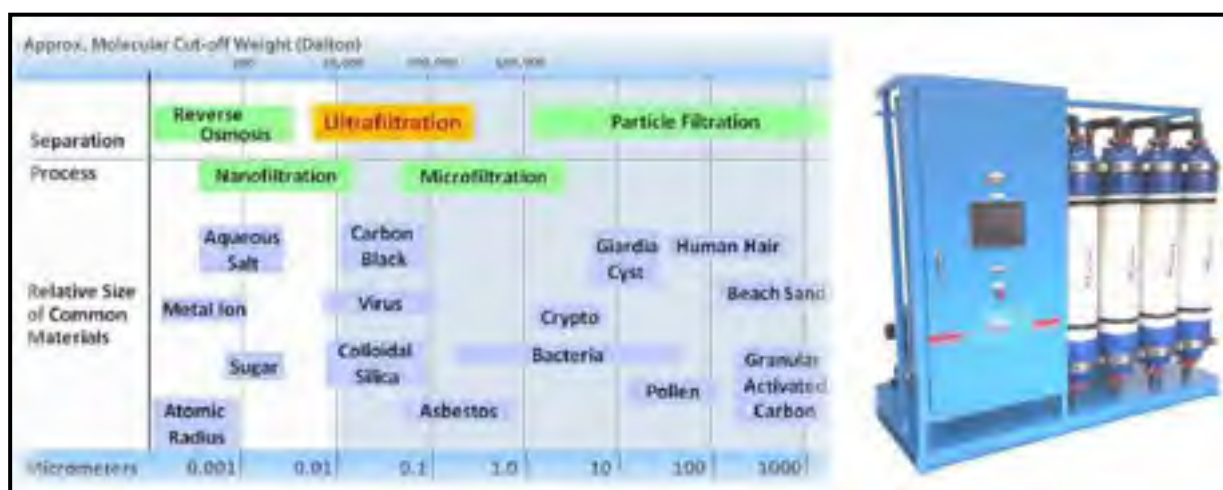 Approx. Molecular Cut-off Weight (Dalton)
Separation
Process
Reverse
Osmosis
Ultrafiltration
Particle Filtration
Nanofiltration
Microfiltration
Relative Size
of Common
Materials
Aqueous
Salt
Carbon
Black
Giardia
Cyst
Human Hair
Metal Ion
Virus
Crypto
Beach Sand
Sugar
Colloidal
Silica
Bacteria
Pollen
Granular
Activated
Carbon
Atomic
Radius
Asbestos
Micrometers 0.001 0.01 0.1 1.0 10 100 1000